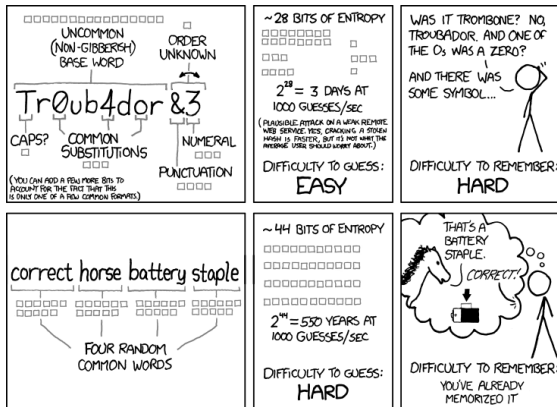 UNCOMMON
(NON-GIBBERISH)
BASE WORD
ORDER
UNKNOWN
Tr0ub4dor &3
CAPS?
COMMON
SUBSTITUTIONS
NUMERAL
PUNCTUATION
(YOU CAN ADD A FEW MORE BITS TO
ACCOUNT FOR THE FACT THAT THIS
IS ONLY ONE OF A FEW COMMON FORMATS.)
~28 BITS OF ENTROPY
2^28 = 3 DAYS AT
1000 GUESSES/SEC
(PLAUSIBLE ATTACK ON A WEAK REMOTE
WEB SERVICE. YES, CRACKING A STOLEN
HASH IS FASTER, BUT IT'S NOT WHAT THE
AVERAGE USER SHOULD WORRY ABOUT.)
DIFFICULTY TO GUESS:
EASY
WAS IT TROMBONE? NO,
TROUBADOR. AND ONE OF
THE Os WAS A ZERO?
AND THERE WAS
SOME SYMBOL...
DIFFICULTY TO REMEMBER:
HARD
correct horse battery staple
FOUR RANDOM
COMMON WORDS
~44 BITS OF ENTROPY
2^44 = 550 YEARS AT
1000 GUESSES/SEC
DIFFICULTY TO GUESS:
HARD
THAT'S A
BATTERY
STAPLE.
CORRECT!
DIFFICULTY TO REMEMBER:
YOU'VE ALREADY
MEMORIZED IT